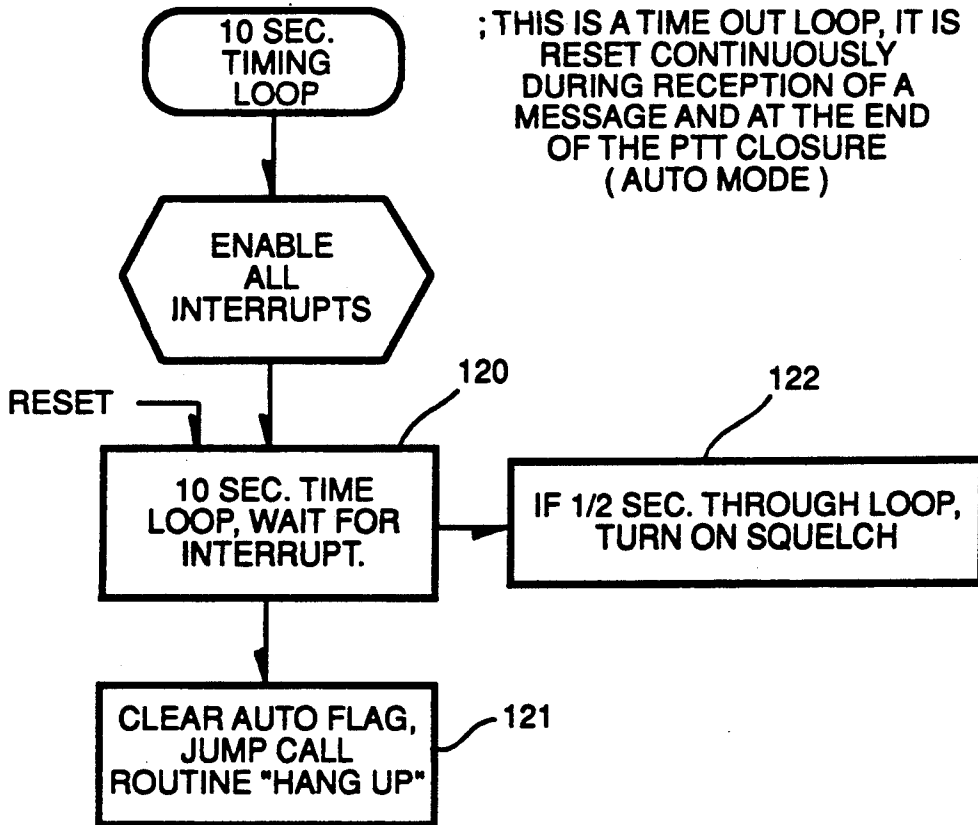 10 SEC.
TIMING
LOOP
; THIS IS A TIME OUT LOOP, IT IS
RESET CONTINUOUSLY
DURING RECEPTION OF A
MESSAGE AND AT THE END
OF THE PTT CLOSURE
( AUTO MODE )
ENABLE
ALL
INTERRUPTS
RESET
120
122
10 SEC. TIME
LOOP, WAIT FOR
INTERRUPT.
IF 1/2 SEC. THROUGH LOOP,
TURN ON SQUELCH
CLEAR AUTO FLAG,
JUMP CALL
ROUTINE "HANG UP"
121